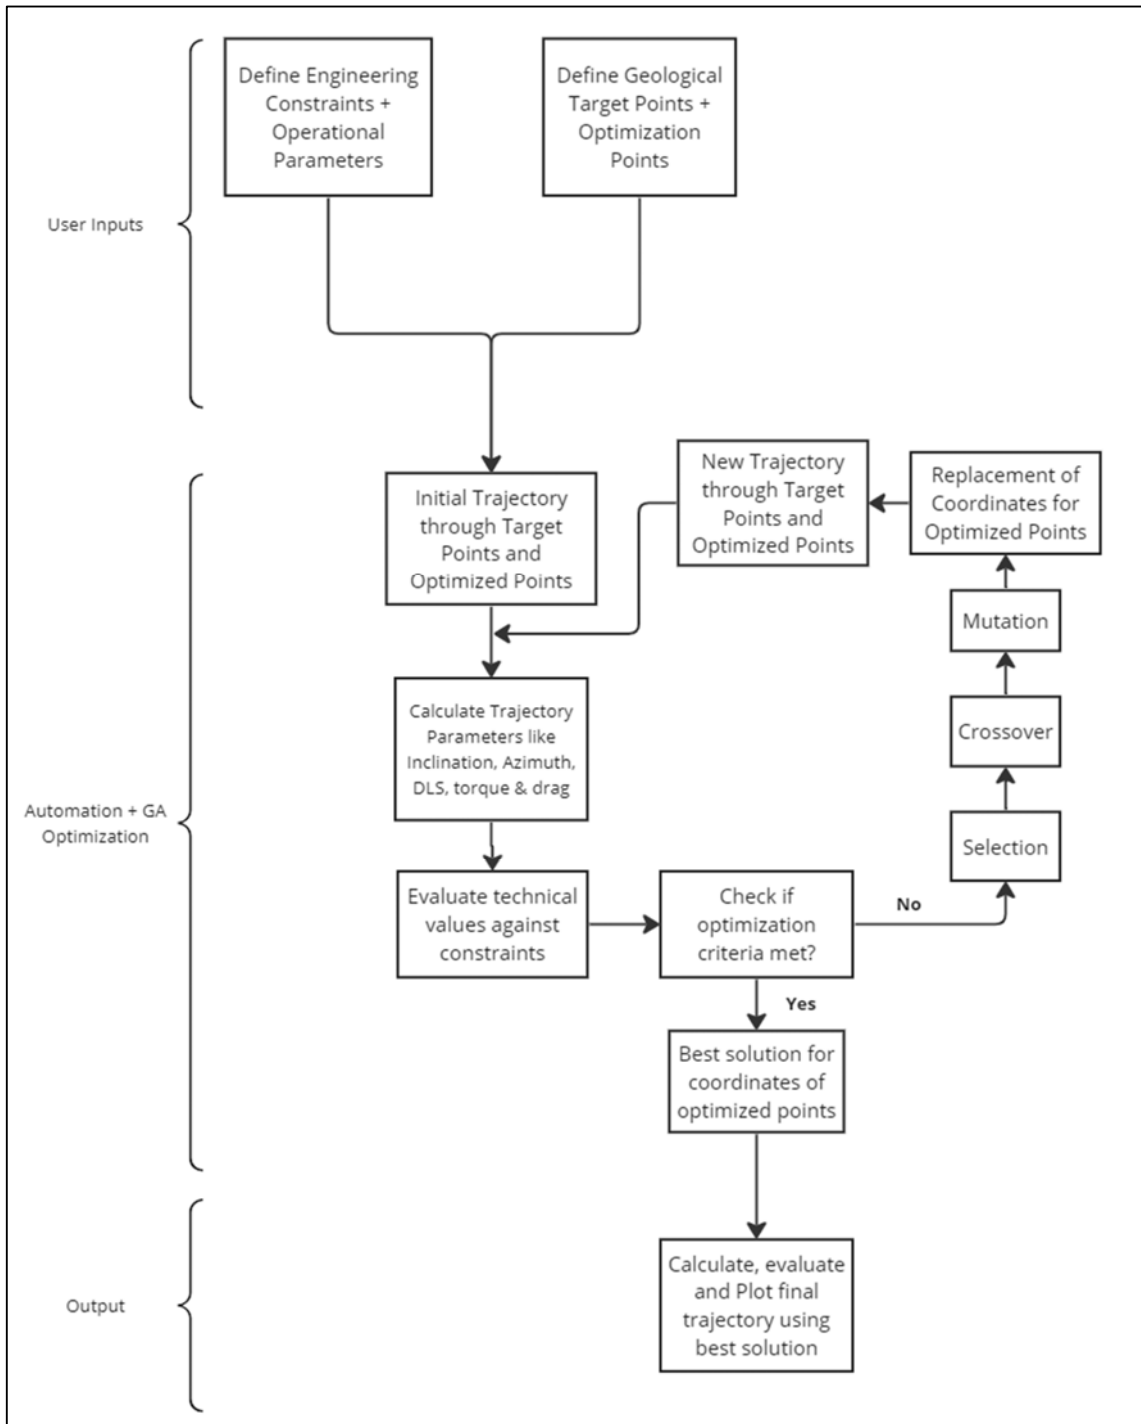 Define Engineering
Constraints +
Operational
Parameters
Define Geological
Target Points +
Optimization
Points
User Inputs
Initial Trajectory
through Target
Points and
Optimized Points
New Trajectory
through Target
Points and
Optimized Points
Replacement of
Coordinates for
Optimized Points
Mutation
Crossover
Selection
Calculate Trajectory
Parameters like
Inclination, Azimuth,
DLS, torque & drag
Automation + GA
Optimization
Evaluate technical
values against
constraints
Check if
optimization
criteria met?
No
Yes
Best solution for
coordinates of
optimized points
Output
Calculate, evaluate
and Plot final
trajectory using
best solution